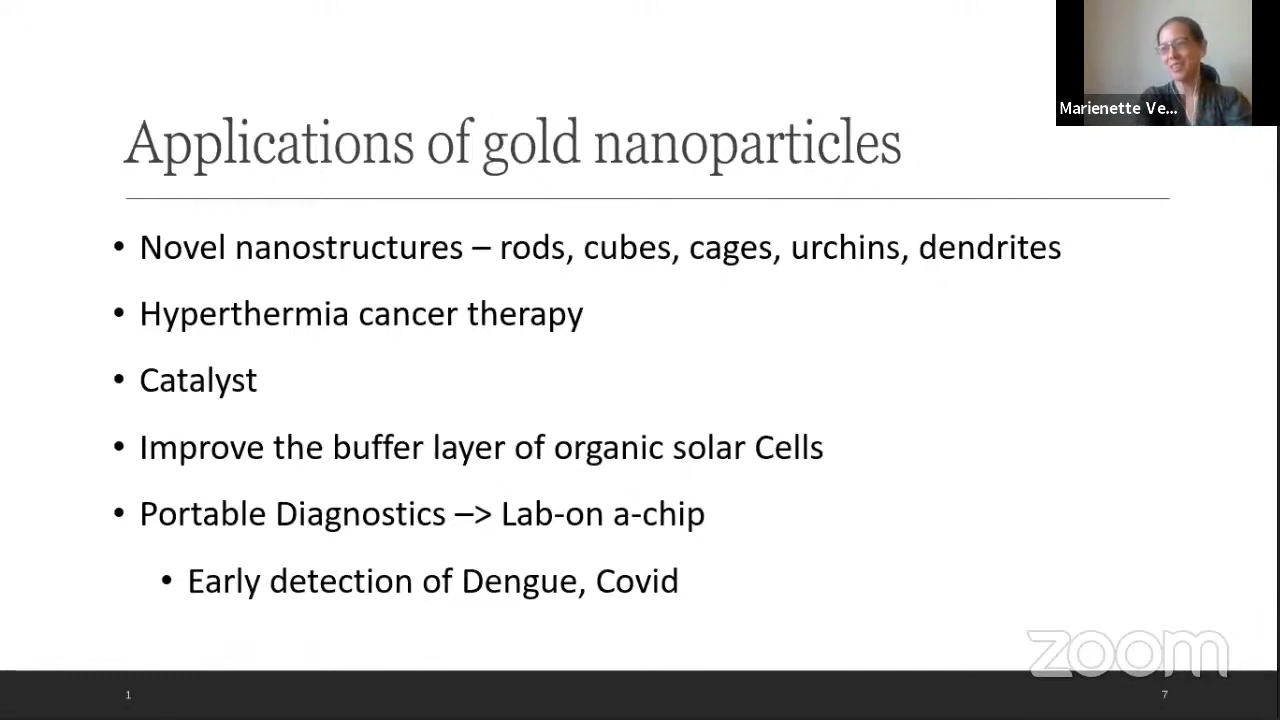 Marienette Ve...
Applications of gold nanoparticles
• Novel nanostructures – rods, cubes, cages, urchins, dendrites
• Hyperthermia cancer therapy
• Catalyst
• Improve the buffer layer of organic solar Cells
• Portable Diagnostics –> Lab-on a-chip
• Early detection of Dengue, Covid
zoom
1
7